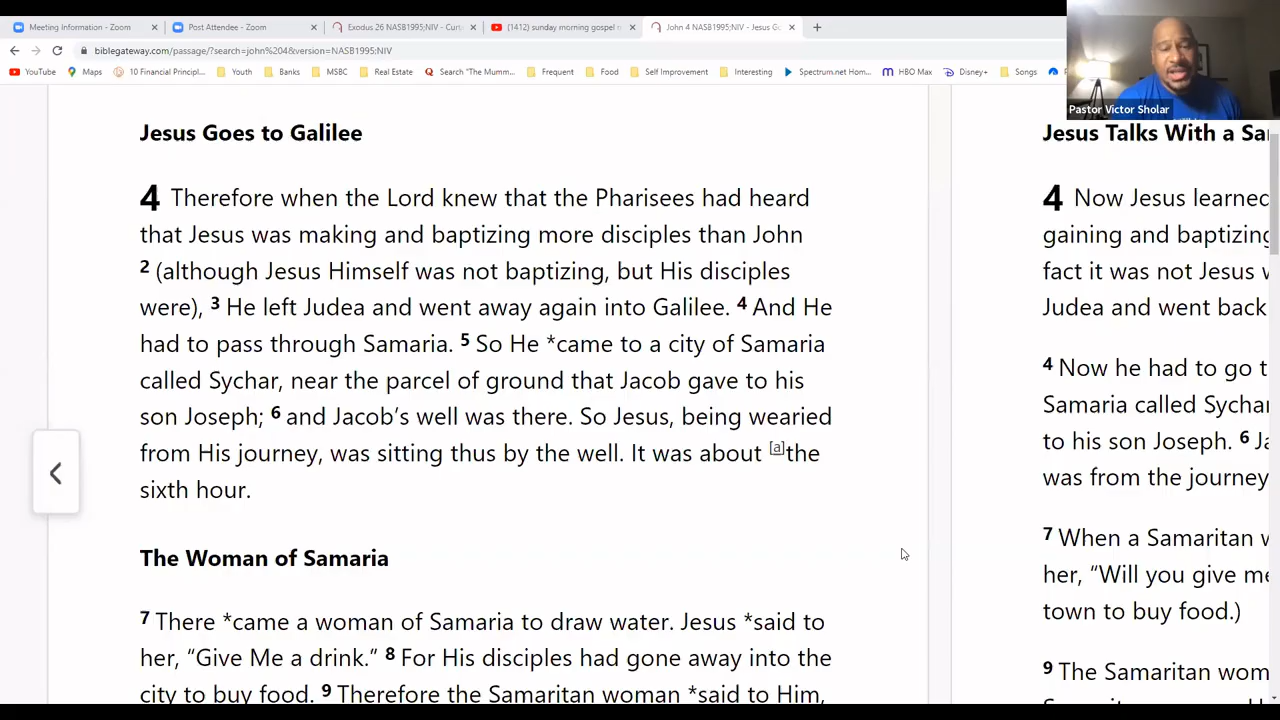 Meeting Information - Zoom
Post Attendee - Zoom
Exodus 26 NASB1995;NIV - Curt
(1412) sunday morning gospel
John 4 NASB1995;NIV - Jesus Go
biblegateway.com/passage/?search=john%204&version=NASB1995;NIV
YouTube
Maps
10 Financial Principl...
Youth
Banks
MSBC
Real Estate
Search "The Mumm...
Frequent
Food
Self Improvement
Interesting
Spectrum.net Hom...
HBO Max
Disney+
Songs
Pastor Victor Sholar
Jesus Goes to Galilee
4 Therefore when the Lord knew that the Pharisees had heard
that Jesus was making and baptizing more disciples than John
2 (although Jesus Himself was not baptizing, but His disciples
were), 3 He left Judea and went away again into Galilee. 4 And He
had to pass through Samaria. 5 So He *came to a city of Samaria
called Sychar, near the parcel of ground that Jacob gave to his
son Joseph; 6 and Jacob's well was there. So Jesus, being wearied
from His journey, was sitting thus by the well. It was about [a]the
sixth hour.
The Woman of Samaria
7 There *came a woman of Samaria to draw water. Jesus *said to
her, "Give Me a drink." 8 For His disciples had gone away into the
city to buy food. 9 Therefore the Samaritan woman *said to Him,
Jesus Talks With a Sa
4 Now Jesus learned
gaining and baptizing
fact it was not Jesus
Judea and went back
4 Now he had to go t
Samaria called Sychar
to his son Joseph. 6 Ja
was from the journey
7 When a Samaritan w
her, "Will you give me
town to buy food.)
9 The Samaritan wom